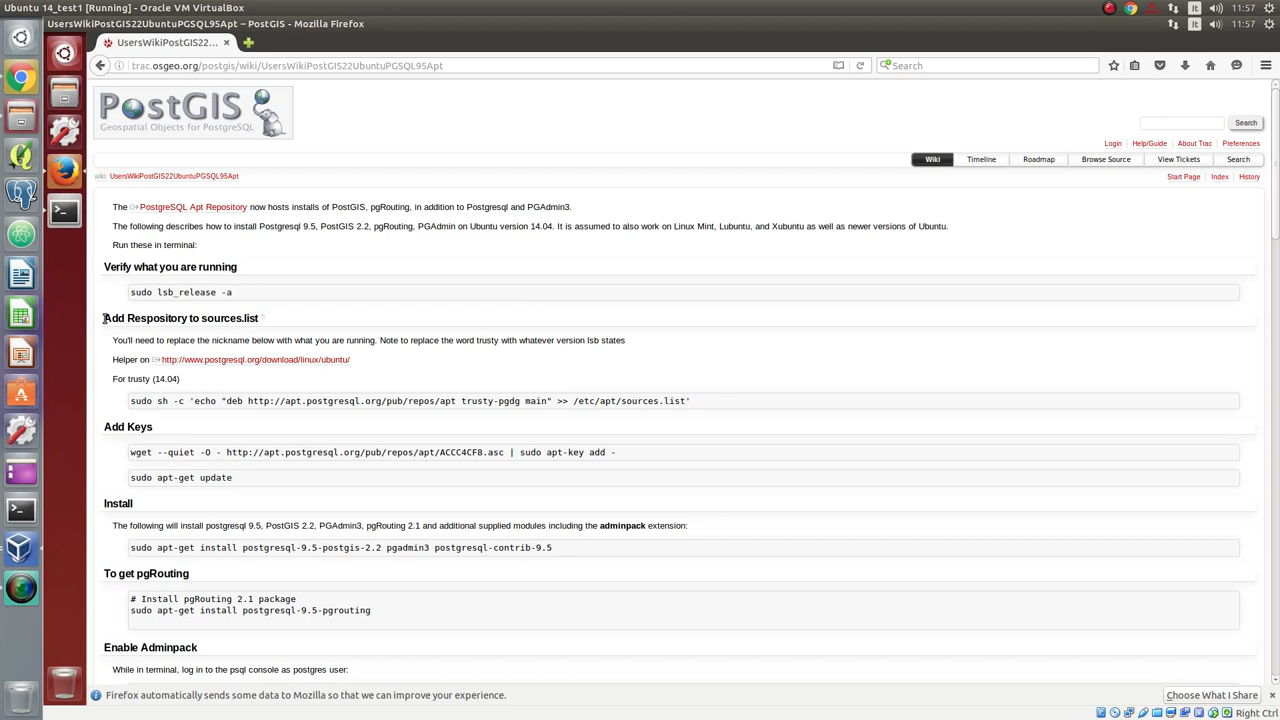 Ubuntu 14_test1 [Running] - Oracle VM VirtualBox
It
11:57
UsersWikiPostGIS22UbuntuPGSQL95Apt – PostGIS - Mozilla Firefox
It
11:57
UsersWikiPostGIS22...
trac.osgeo.org/postgis/wiki/UsersWikiPostGIS22UbuntuPGSQL95Apt
Search
PostGIS
Geospatial Objects for PostgreSQL
Search
Login
Help/Guide
About Trac
Preferences
Wiki
Timeline
Roadmap
Browse Source
View Tickets
Search
wiki: UsersWikiPostGIS22UbuntuPGSQL95Apt
Start Page
Index
History
The PostgreSQL Apt Repository now hosts installs of PostGIS, pgRouting, in addition to Postgresql and PGAdmin3.
The following describes how to install Postgresql 9.5, PostGIS 2.2, pgRouting, PGAdmin on Ubuntu version 14.04. It is assumed to also work on Linux Mint, Lubuntu, and Xubuntu as well as newer versions of Ubuntu.
Run these in terminal:
Verify what you are running
sudo lsb_release -a
Add Respository to sources.list
You'll need to replace the nickname below with what you are running. Note to replace the word trusty with whatever version lsb states
Helper on http://www.postgresql.org/download/linux/ubuntu/
For trusty (14.04)
sudo sh -c 'echo "deb http://apt.postgresql.org/pub/repos/apt trusty-pgdg main" >> /etc/apt/sources.list'
Add Keys
wget --quiet -O - http://apt.postgresql.org/pub/repos/apt/ACCC4CF8.asc | sudo apt-key add -
sudo apt-get update
Install
The following will install postgresql 9.5, PostGIS 2.2, PGAdmin3, pgRouting 2.1 and additional supplied modules including the adminpack extension:
sudo apt-get install postgresql-9.5-postgis-2.2 pgadmin3 postgresql-contrib-9.5
To get pgRouting
# Install pgRouting 2.1 package
sudo apt-get install postgresql-9.5-pgrouting
Enable Adminpack
While in terminal, log in to the psql console as postgres user:
Firefox automatically sends some data to Mozilla so that we can improve your experience.
Choose What I Share
Right Ctrl